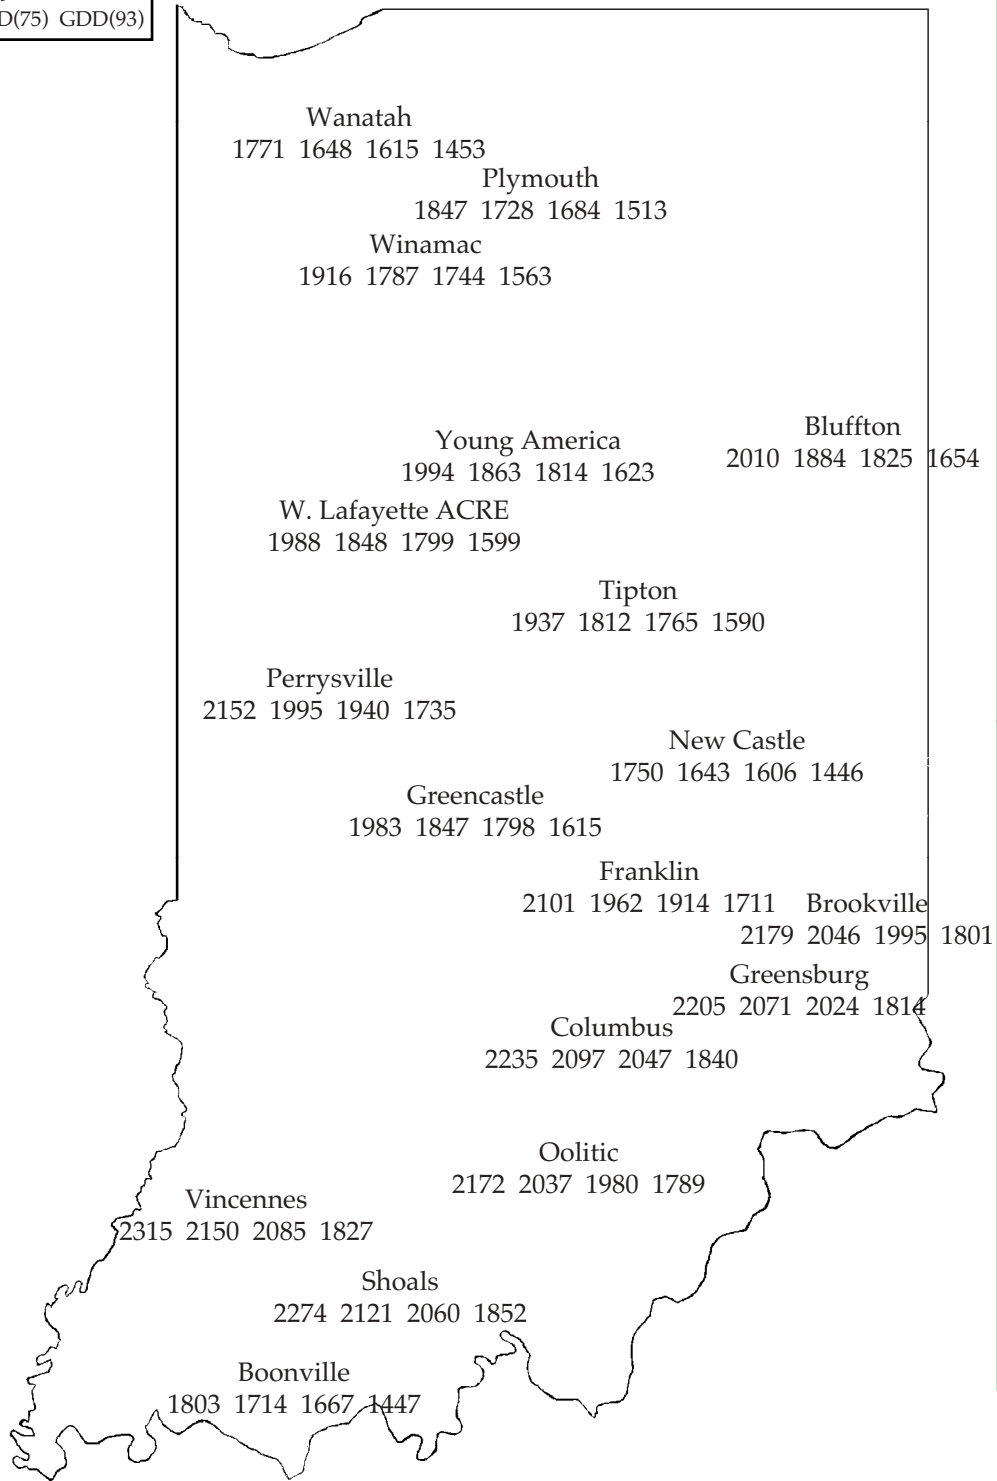 GDD(93)
Wanatah
1771 1648 1615 1453
Plymouth
1847 1728 1684 1513
Winamac
1916 1787 1744 1563
Bluffton
2010 1884 1825 1654
Young America
1994 1863 1814 1623
W. Lafayette ACRE
1988 1848 1799 1599
Tipton
1937 1812 1765 1590
Perrysville
2152 1995 1940 1735
New Castle
1750 1643 1606 1446
Greencastle
1983 1847 1798 1615
Franklin
2101 1962 1914 1711
Brookville
2179 2046 1995 1801
Greensburg
2205 2071 2024 1814
Columbus
2235 2097 2047 1840
Oolitic
2172 2037 1980 1789
Vincennes
2315 2150 2085 1827
Shoals
2274 2121 2060 1852
Boonville
1803 1714 1667 1447